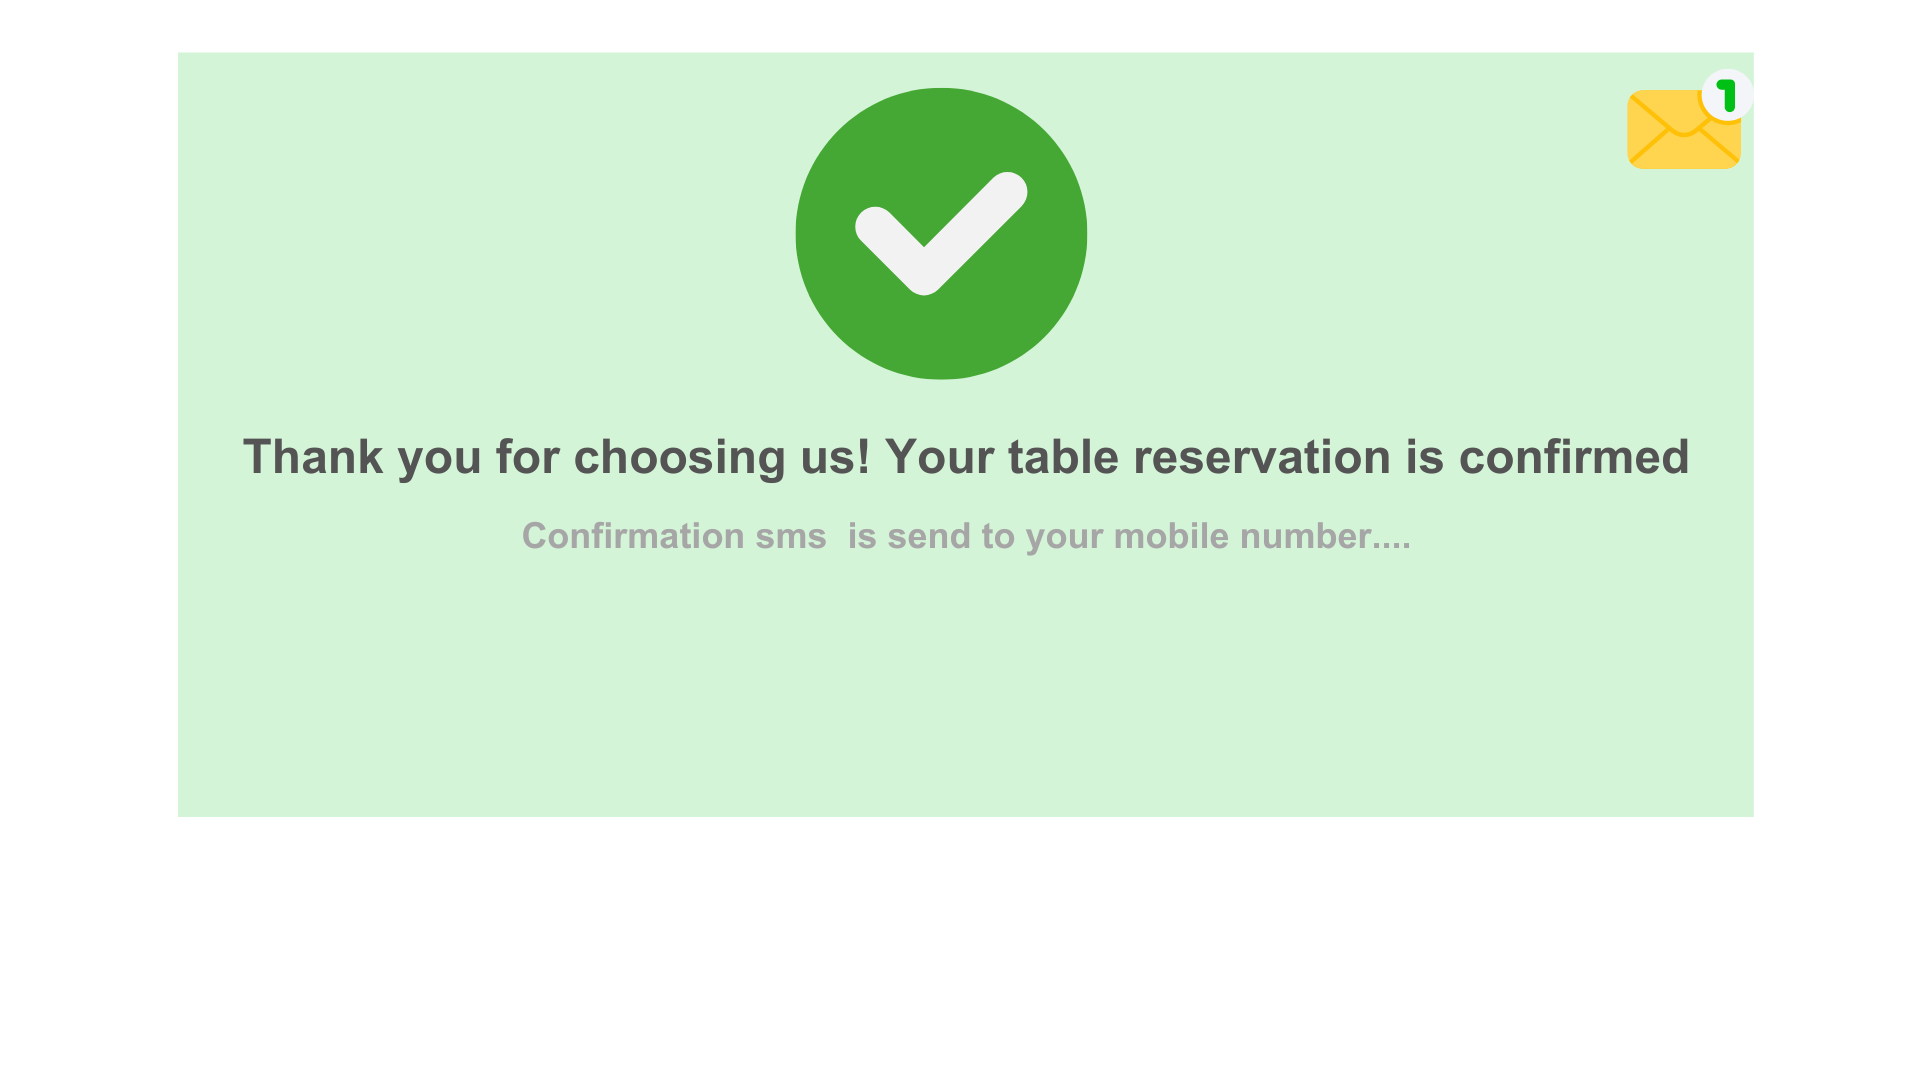 1
Thank you for choosing us! Your table reservation is confirmed
Confirmation sms  is send to your mobile number....